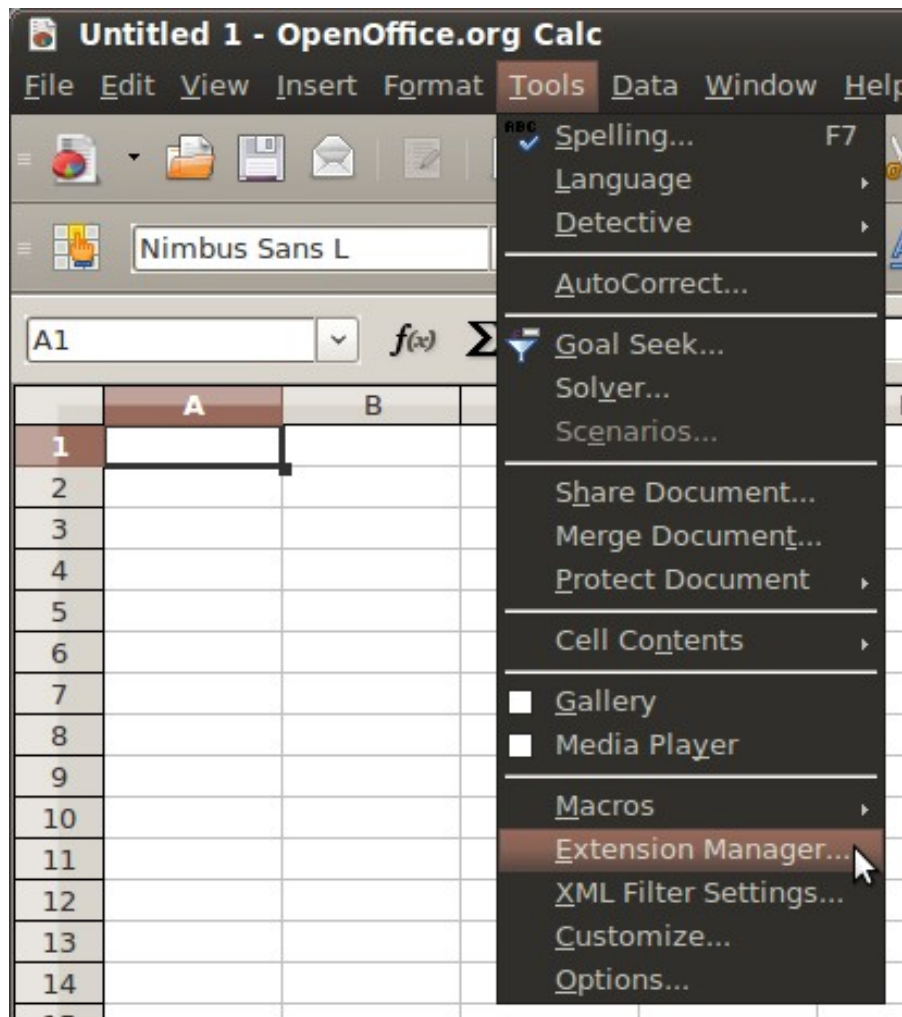 Untitled 1 - OpenOffice.org Calc
File Edit View Insert Format Tools Data Window Help
ABC Spelling... F7
Language
Detective
Nimbus Sans L
AutoCorrect...
A1 f(x) Σ
Goal Seek...
Solver...
Scenarios...
A B
Share Document...
Merge Document...
Protect Document
Cell Contents
Gallery
Media Player
Macros
Extension Manager...
XML Filter Settings...
Customize...
Options...
1
2
3
4
5
6
7
8
9
10
11
12
13
14